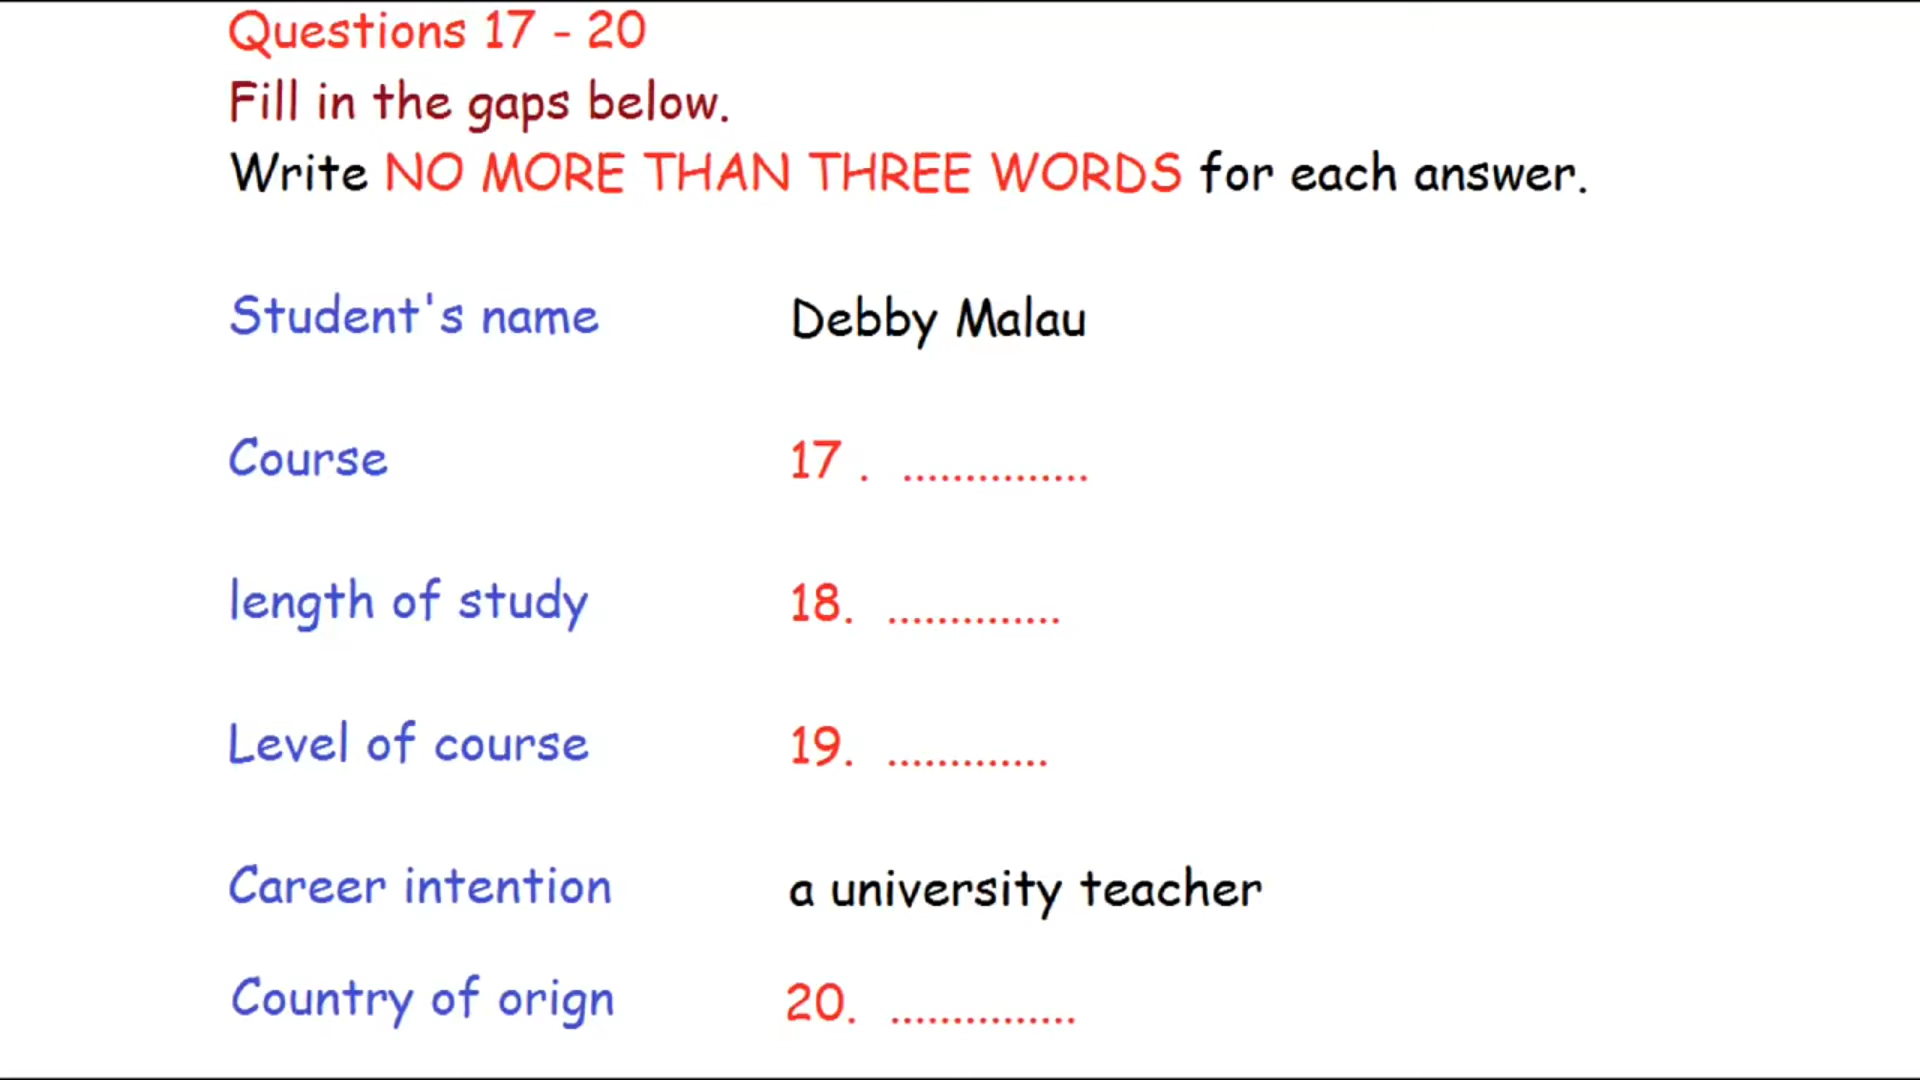 Questions 17 - 20
Fill in the gaps below.
Write NO MORE THAN THREE WORDS for each answer.
Student's name Debby Malau
Course 17 . ...............
length of study 18. ..............
Level of course 19. .............
Career intention a university teacher
Country of orign 20. ...............